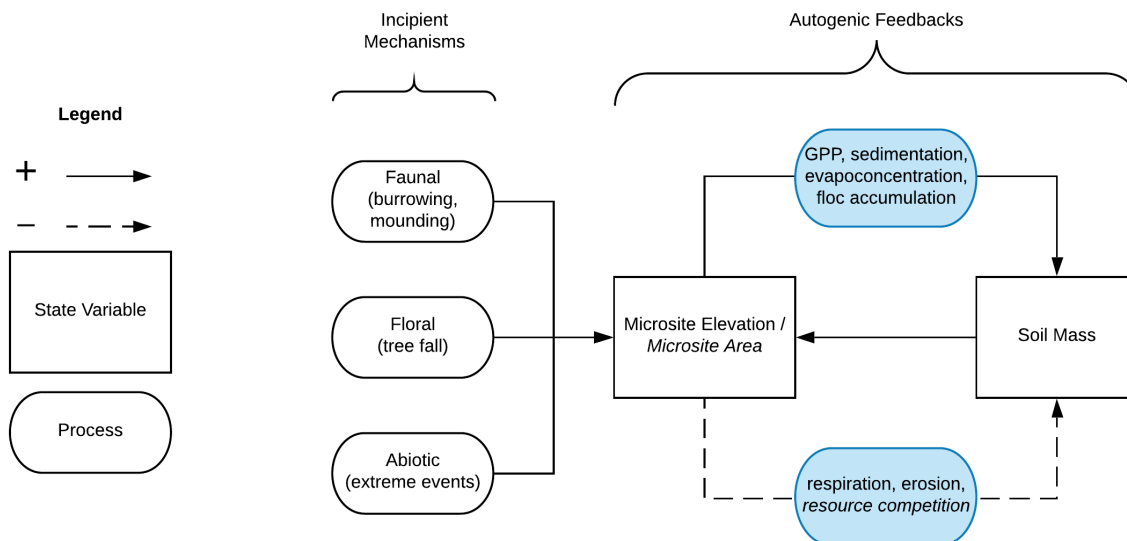 Incipient
Mechanisms
Autogenic Feedbacks
Legend
+
–
State Variable
Process
Faunal
(burrowing,
mounding)
Floral
(tree fall)
Abiotic
(extreme events)
GPP, sedimentation,
evapoconcentration,
floc accumulation
Microsite Elevation /
Microsite Area
Soil Mass
respiration, erosion,
resource competition